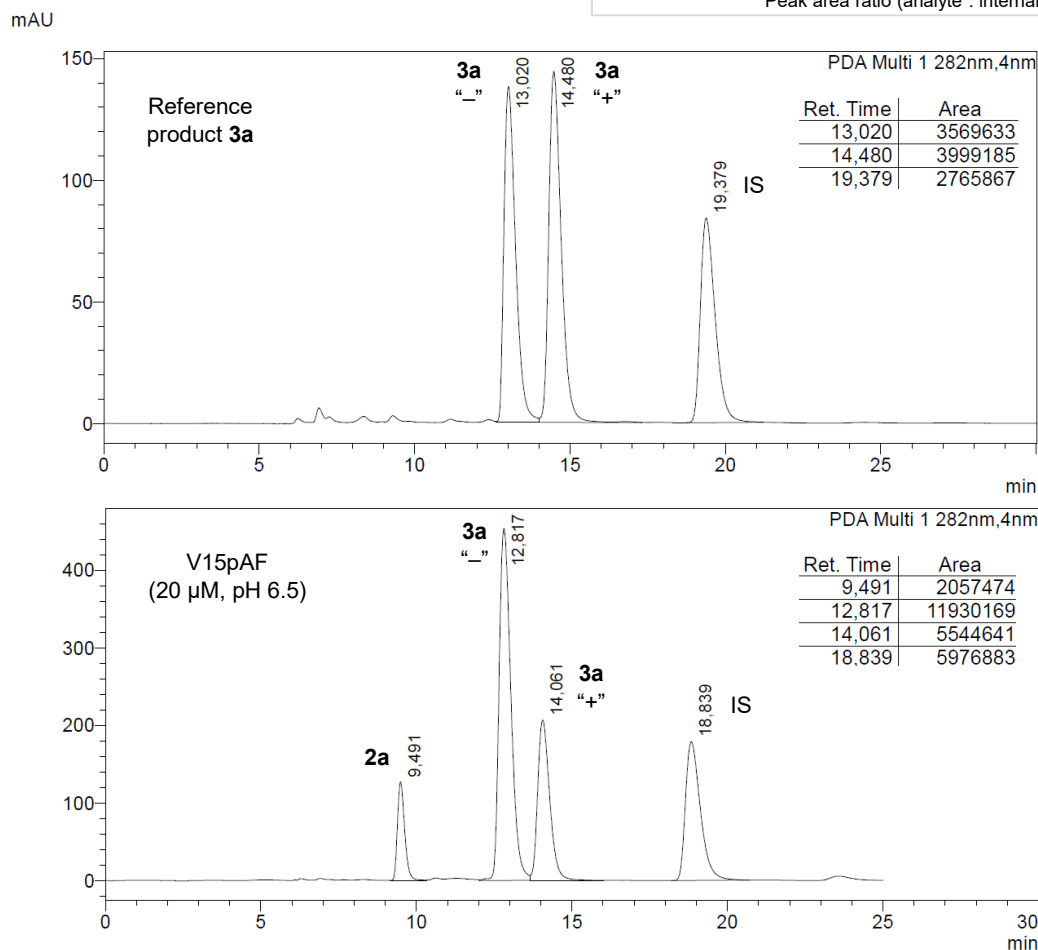 Peak area ratio (analyte : internal
mAU
150
100
50
0
Reference
product 3a
3a
"–"
13,020
14,480
3a
"+"
19,379
IS
PDA Multi 1 282nm,4nm
Ret. Time Area
13,020 3569633
14,480 3999185
19,379 2765867
0 5 10 15 20 25
min
400
300
200
100
0
V15pAF
(20 µM, pH 6.5)
2a
9,491
3a
"–"
12,817
14,061
3a
"+"
18,839
IS
PDA Multi 1 282nm,4nm
Ret. Time Area
9,491 2057474
12,817 11930169
14,061 5544641
18,839 5976883
0 5 10 15 20 25 30
min